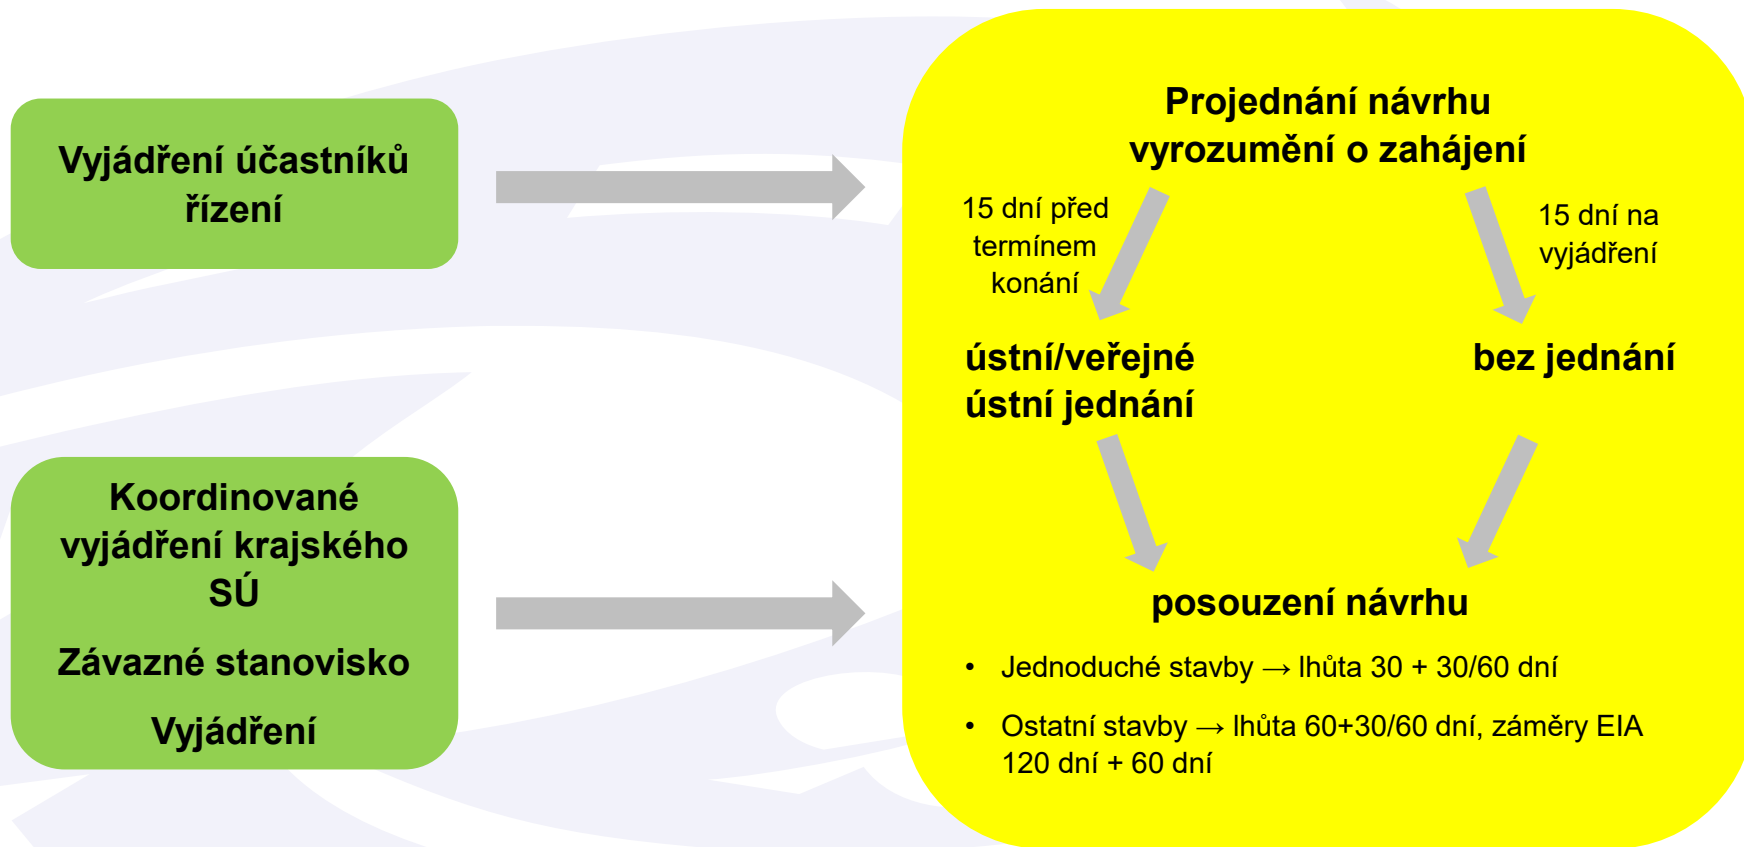 Vyjádření účastníků
řízení
Koordinované
vyjádření krajského
SÚ
Závazné stanovisko
Vyjádření
Projednání návrhu
vyrozumění o zahájení
15 dní před
termínem
konání
15 dní na
vyjádření
ústní/veřejné
ústní jednání
bez jednání
posouzení návrhu
• Jednoduché stavby → lhůta 30 + 30/60 dní
• Ostatní stavby → lhůta 60+30/60 dní, záměry EIA
120 dní + 60 dní